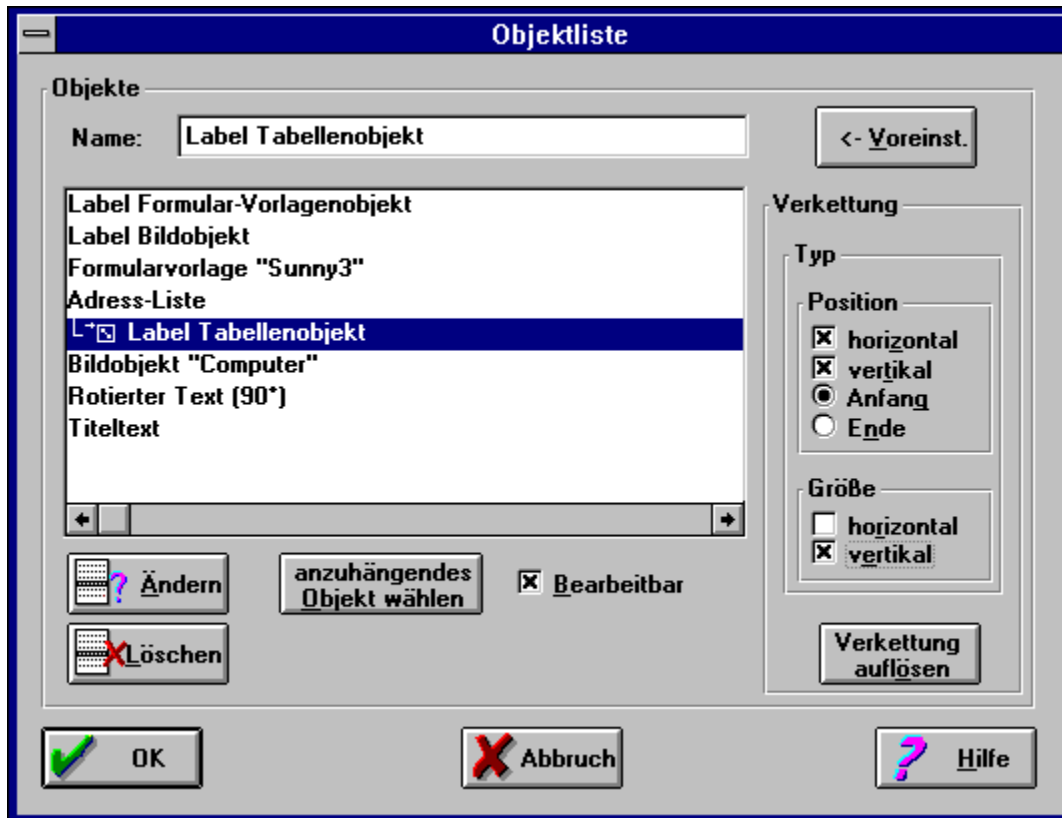 Objektliste
Objekte
Name:
Label Tabellenobjekt
<- Voreinst.
Label Formular-Vorlagenobjekt
Label Bildobjekt
Formularvorlage "Sunny3"
Adress-Liste
Label Tabellenobjekt
Bildobjekt "Computer"
Rotierter Text (90°)
Titeltext
Verkettung
Typ
Position
horizontal
vertikal
Anfang
Ende
Größe
horizontal
vertikal
Ändern
anzuhängendes
Objekt wählen
Bearbeitbar
Löschen
Verkettung
auflösen
OK
Abbruch
Hilfe